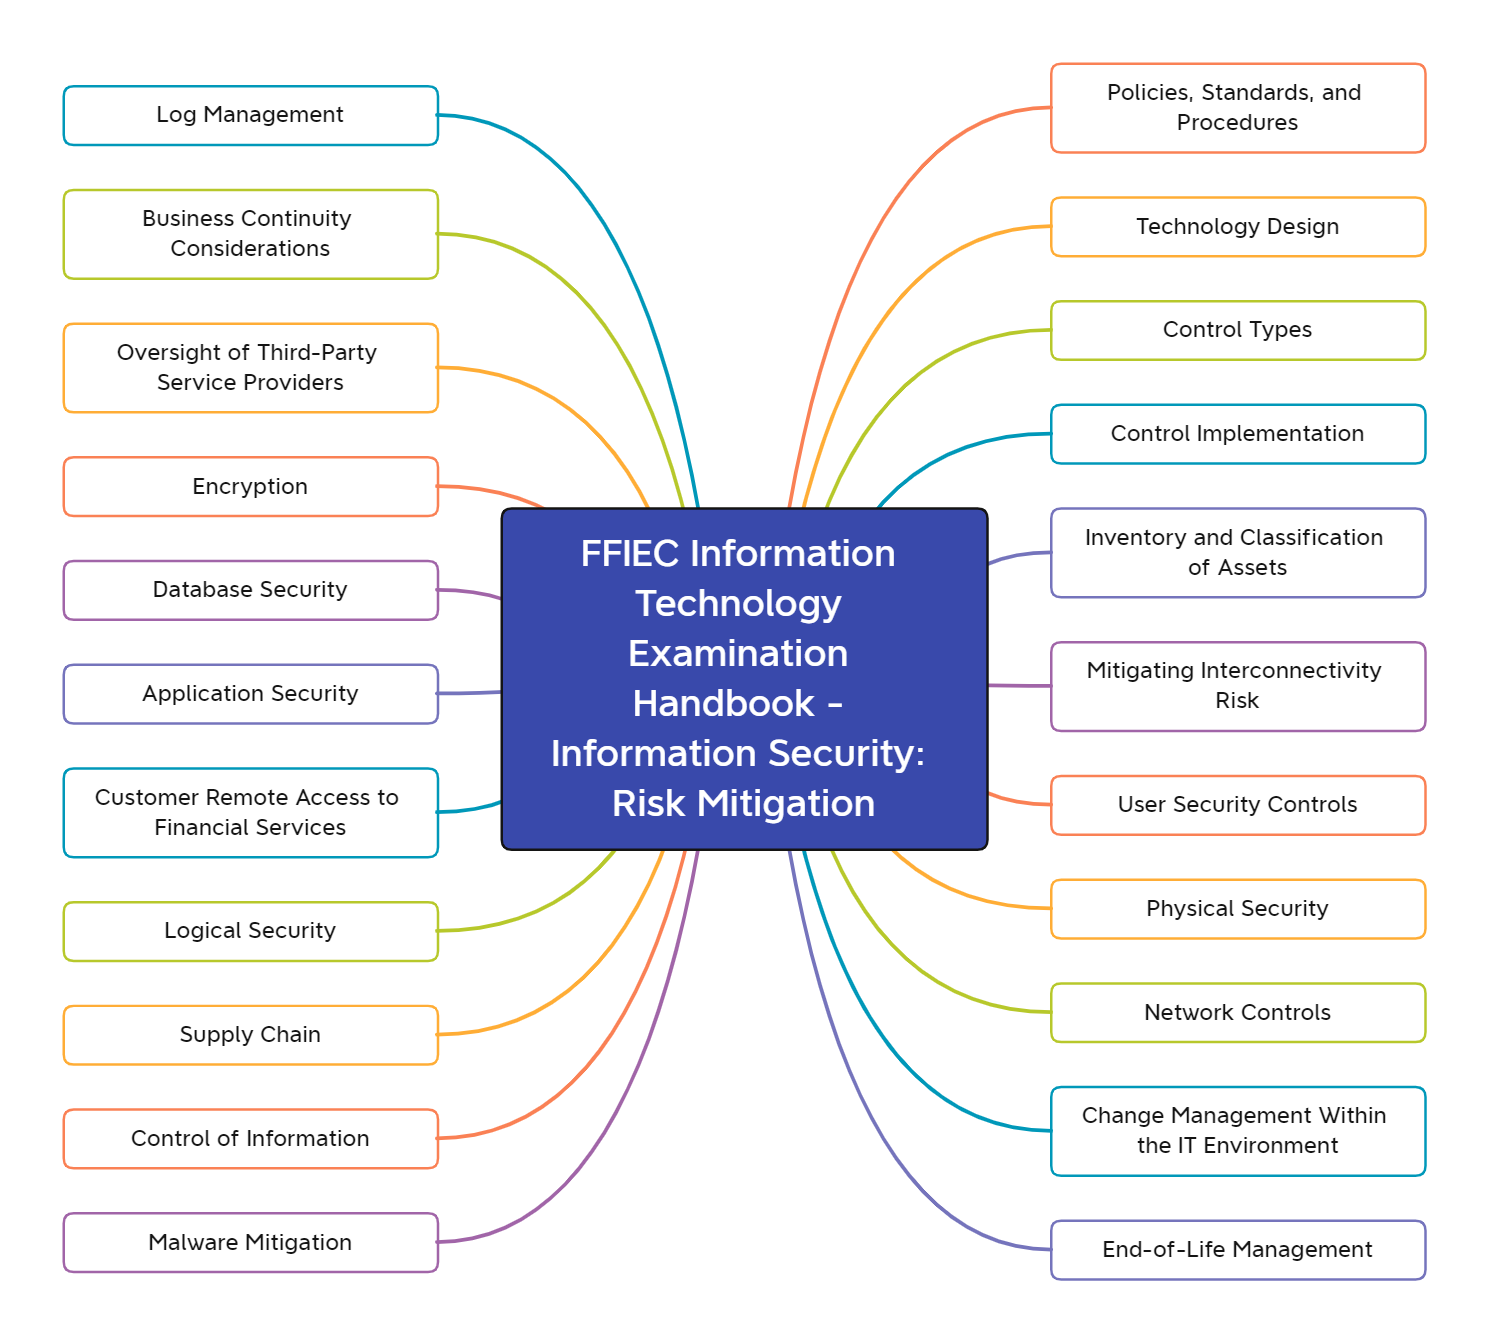 Log Management
Business Continuity
Considerations
Oversight of Third-Party
Service Providers
Encryption
Database Security
Application Security
Customer Remote Access to
Financial Services
Logical Security
Supply Chain
Control of Information
Malware Mitigation
FFIEC Information
Technology
Examination
Handbook -
Information Security:
Risk Mitigation
Policies, Standards, and
Procedures
Technology Design
Control Types
Control Implementation
Inventory and Classification
of Assets
Mitigating Interconnectivity
Risk
User Security Controls
Physical Security
Network Controls
Change Management Within
the IT Environment
End-of-Life Management